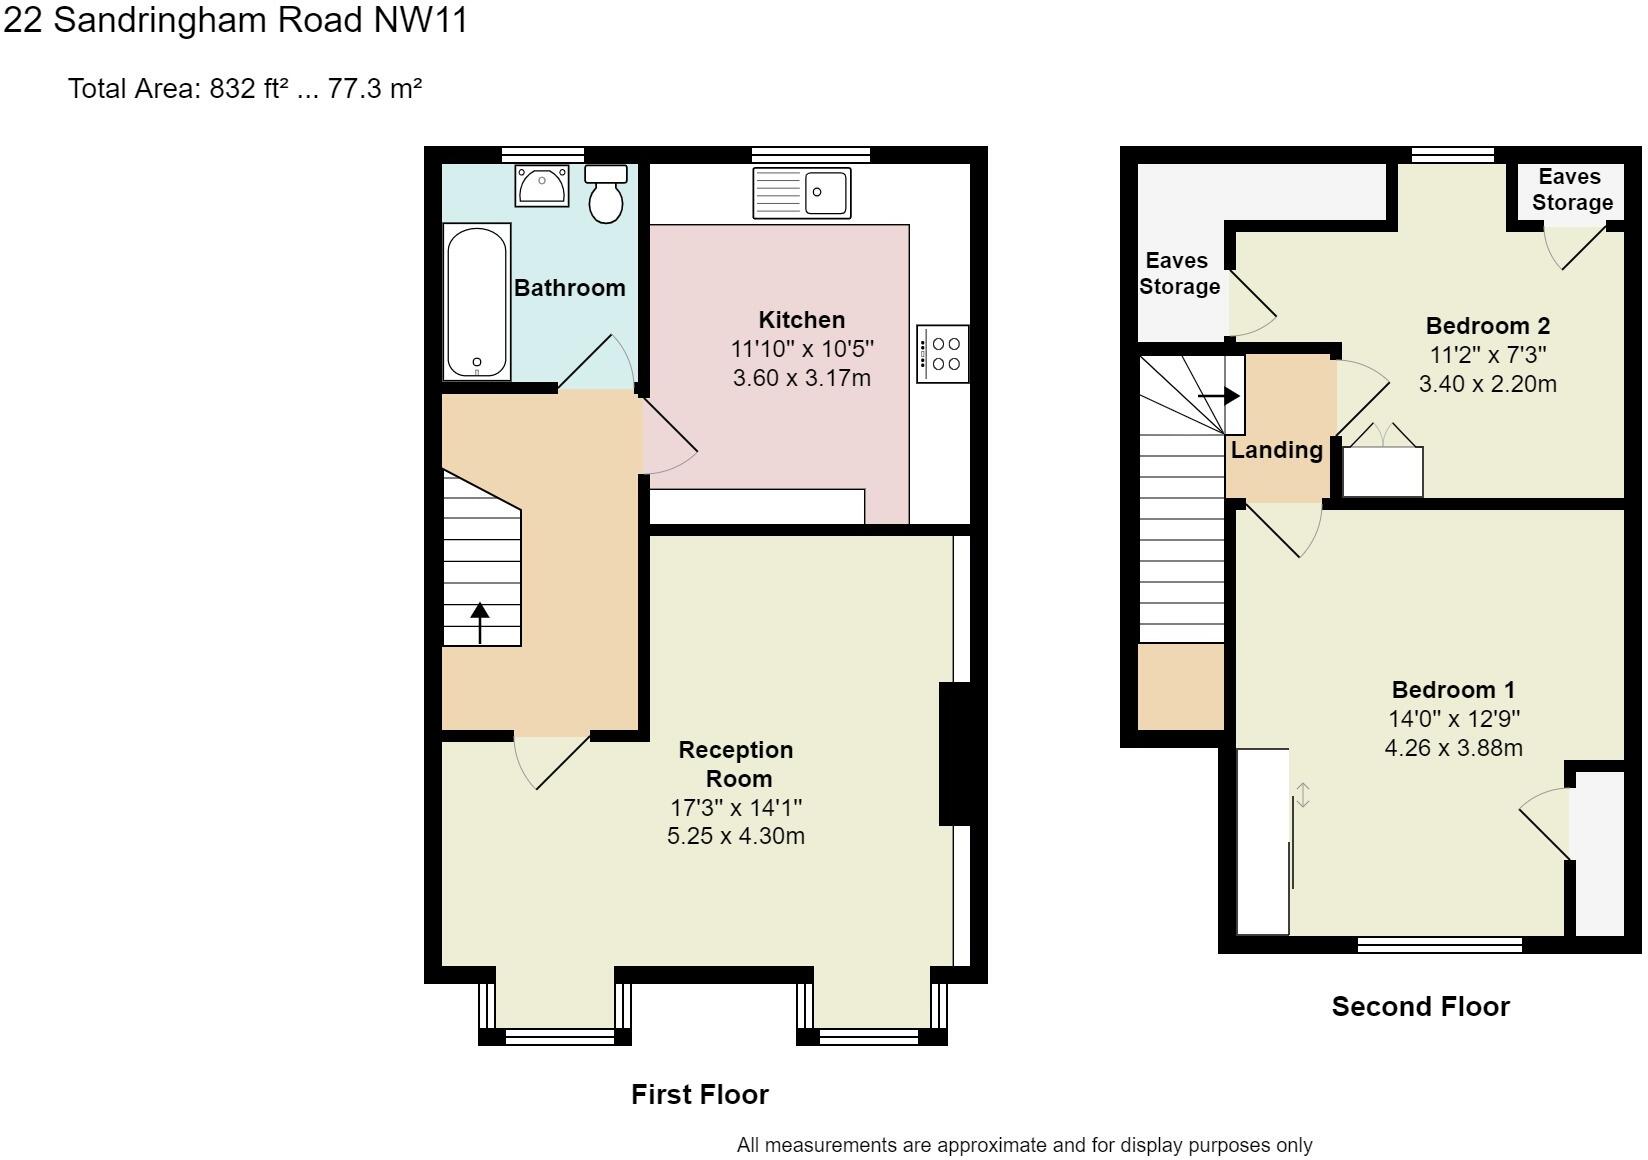 22 Sandringham Road NW11
Total Area: 832 ft² ... 77.3 m²
Bathroom
Kitchen
11'10" x 10'5"
3.60 x 3.17m
Reception
Room
17'3" x 14'1"
5.25 x 4.30m
First Floor
Eaves
Storage
Eaves
Storage
Bedroom 2
11'2" x 7'3"
3.40 x 2.20m
Landing
Bedroom 1
14'0" x 12'9"
4.26 x 3.88m
Second Floor
All measurements are approximate and for display purposes only